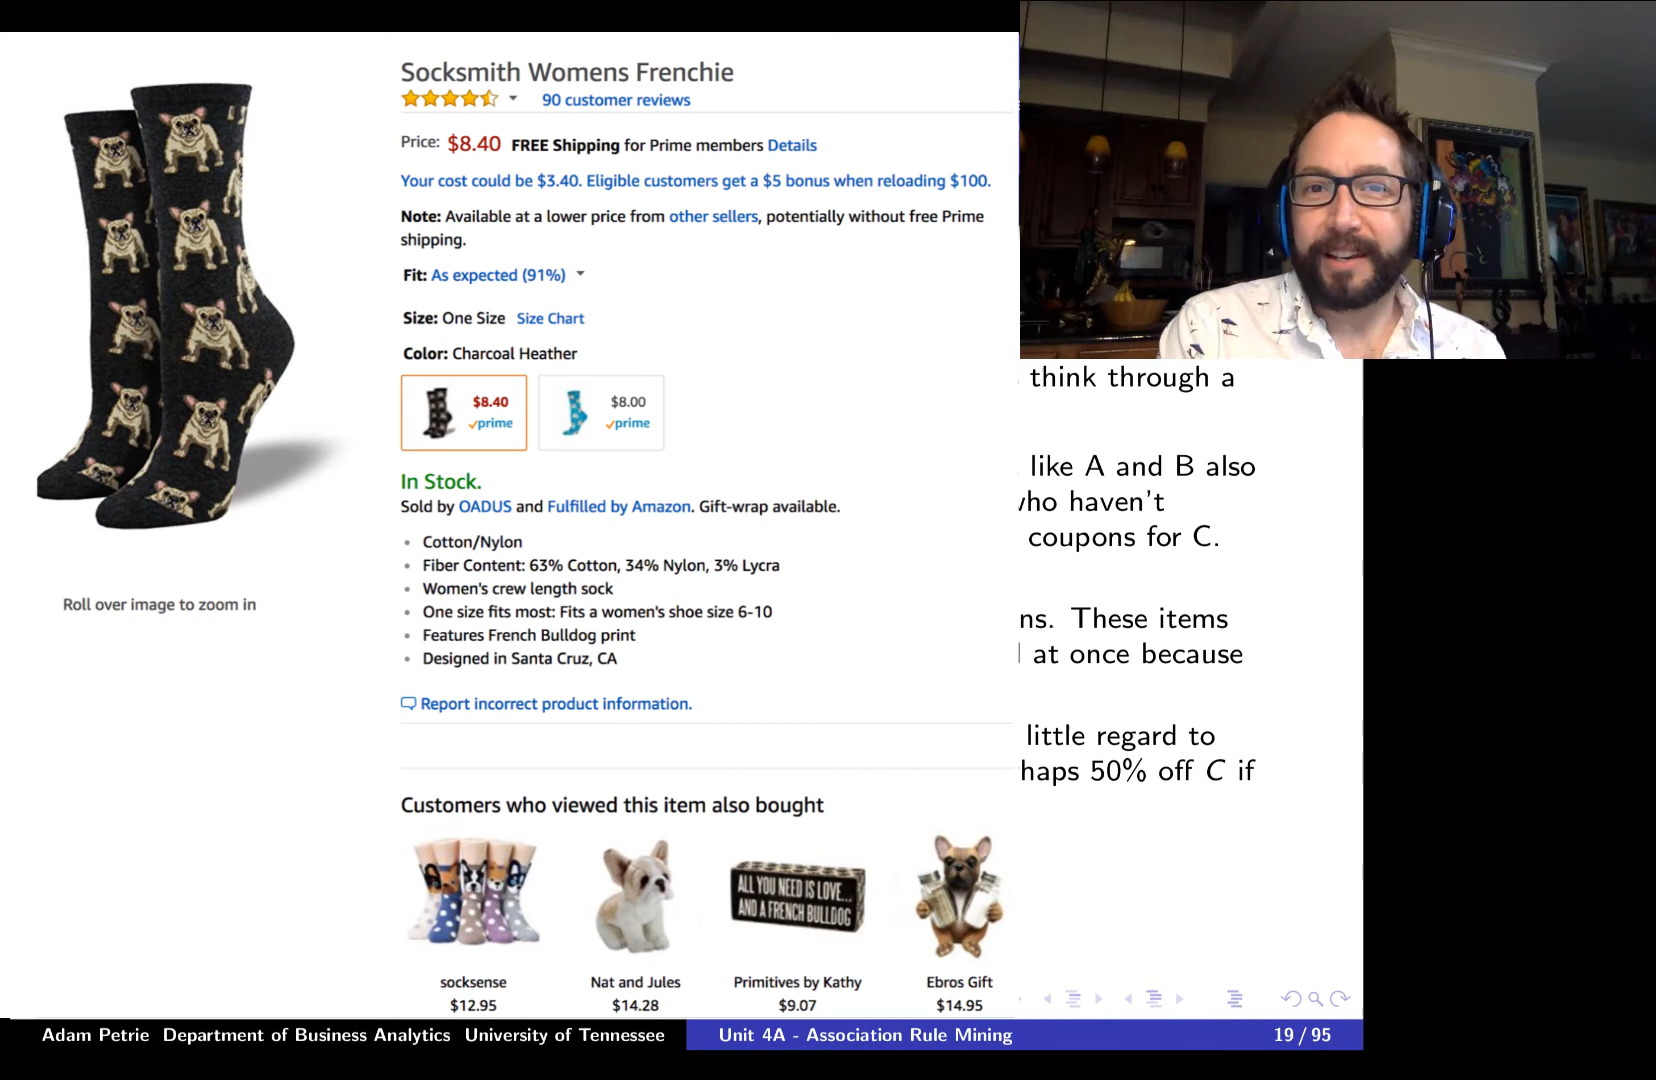 Socksmith Womens Frenchie
90 customer reviews
Price: $8.40 FREE Shipping for Prime members Details
Your cost could be $3.40. Eligible customers get a $5 bonus when reloading $100.
Note: Available at a lower price from other sellers, potentially without free Prime
shipping.
Fit: As expected (91%)
Size: One Size Size Chart
Color: Charcoal Heather
$8.40
prime
$8.00
prime
In Stock.
Sold by OADUS and Fulfilled by Amazon. Gift-wrap available.
• Cotton/Nylon
• Fiber Content: 63% Cotton, 34% Nylon, 3% Lycra
• Women's crew length sock
• One size fits most: Fits a women's shoe size 6-10
• Features French Bulldog print
• Designed in Santa Cruz, CA
Roll over image to zoom in
Report incorrect product information.
Customers who viewed this item also bought
ALL YOU NEED IS LOVE...
AND A FRENCH BULLDOG
socksense
$12.95
Nat and Jules
$14.28
Primitives by Kathy
$9.07
Ebros Gift
$14.95
think through a
like A and B also
who haven't
coupons for C.
ns. These items
at once because
little regard to
haps 50% off C if
Adam Petrie Department of Business Analytics University of Tennessee
Unit 4A - Association Rule Mining
19 / 95